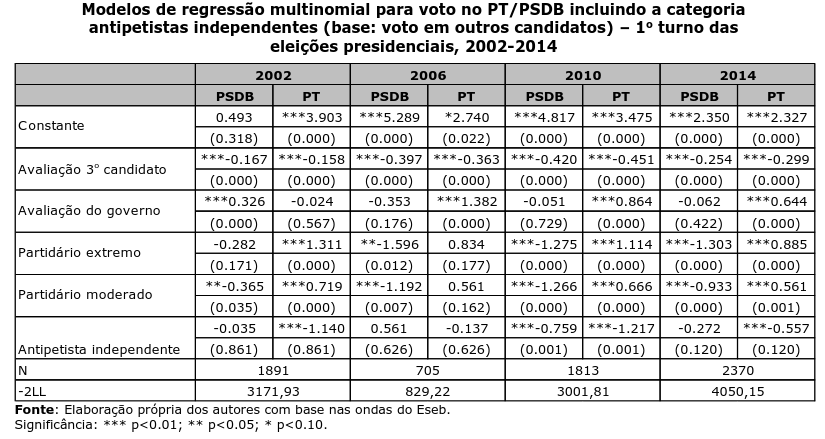 Modelos de regressão multinomial para voto no PT/PSDB incluindo a categoria
antipetistas independentes (base: voto em outros candidatos) – 1º turno das
eleições presidenciais, 2002-2014
2002 2006 2010 2014
PSDB PT PSDB PT PSDB PT PSDB PT
Constante 0.493 ***3.903 ***5.289 *2.740 ***4.817 ***3.475 ***2.350 ***2.327
(0.318) (0.000) (0.000) (0.022) (0.000) (0.000) (0.000) (0.000)
Avaliação 3º candidato ***-0.167 ***-0.158 ***-0.397 ***-0.363 ***-0.420 ***-0.451 ***-0.254 ***-0.299
(0.000) (0.000) (0.000) (0.000) (0.000) (0.000) (0.000) (0.000)
Avaliação do governo ***0.326 -0.024 -0.353 ***1.382 -0.051 ***0.864 -0.062 ***0.644
(0.000) (0.567) (0.176) (0.000) (0.729) (0.000) (0.422) (0.000)
Partidário extremo -0.282 ***1.311 **-1.596 0.834 ***-1.275 ***1.114 ***-1.303 ***0.885
(0.171) (0.000) (0.012) (0.177) (0.000) (0.000) (0.000) (0.000)
Partidário moderado **-0.365 ***0.719 ***-1.192 0.561 ***-1.266 ***0.666 ***-0.933 ***0.561
(0.035) (0.000) (0.007) (0.162) (0.000) (0.000) (0.000) (0.001)
-0.035 ***-1.140 0.561 -0.137 ***-0.759 ***-1.217 -0.272 ***-0.557
Antipetista independente (0.861) (0.861) (0.626) (0.626) (0.001) (0.001) (0.120) (0.120)
N 1891 705 1813 2370
-2LL 3171,93 829,22 3001,81 4050,15
Fonte: Elaboração própria dos autores com base nas ondas do Eseb.
Significância: *** p<0.01; ** p<0.05; * p<0.10.